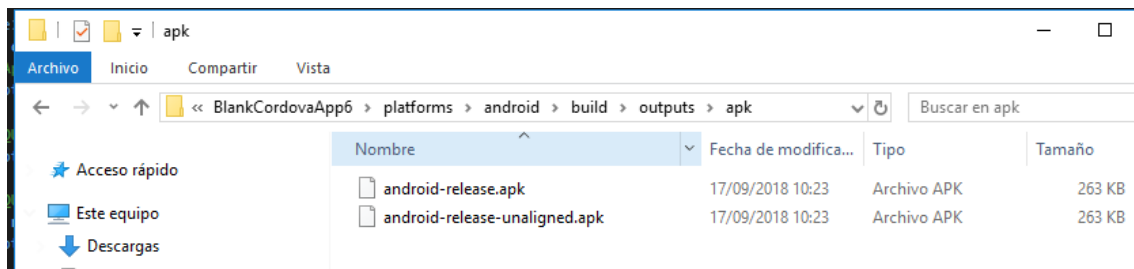 apk
Archivo Inicio Compartir Vista
« BlankCordovaApp6 > platforms > android > build > outputs > apk Buscar en apk
Nombre Fecha de modifica... Tipo Tamaño
Acceso rápido
android-release.apk 17/09/2018 10:23 Archivo APK 263 KB
Este equipo
android-release-unaligned.apk 17/09/2018 10:23 Archivo APK 263 KB
Descargas